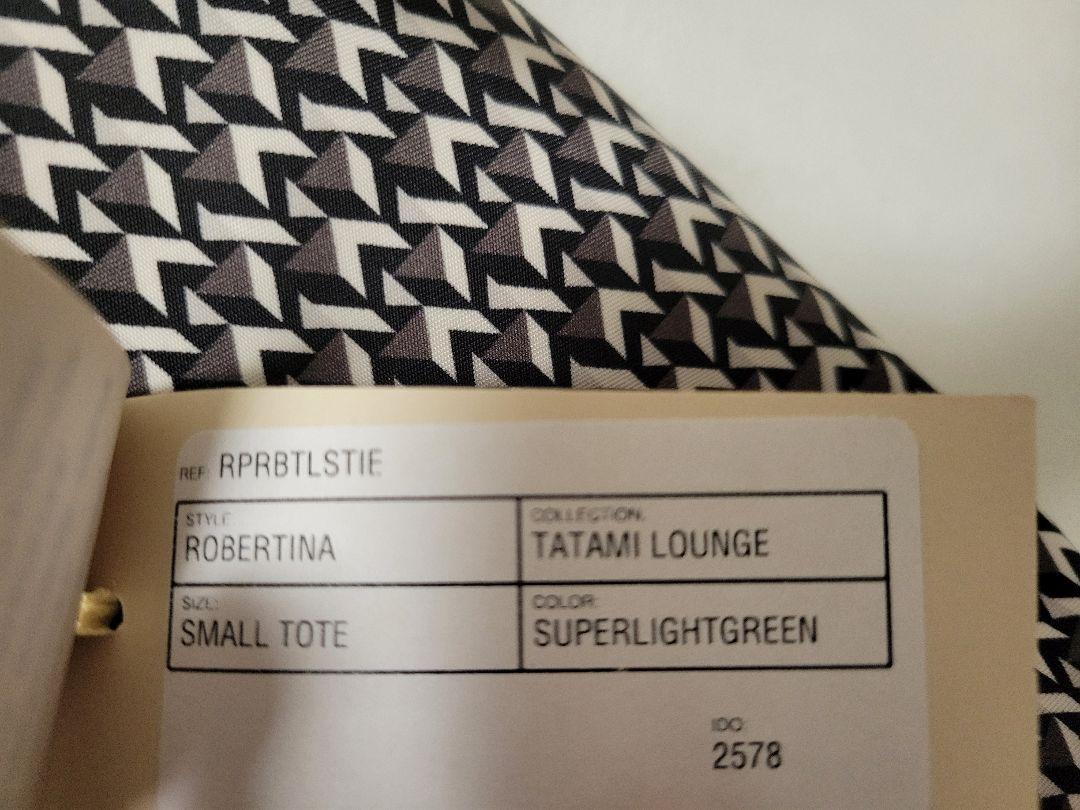 REF: RPRBTLSTIE
STYLE:
ROBERTINA
COLLECTION:
TATAMI LOUNGE
SIZE:
SMALL TOTE
COLOR:
SUPERLIGHTGREEN
IDO:
2578